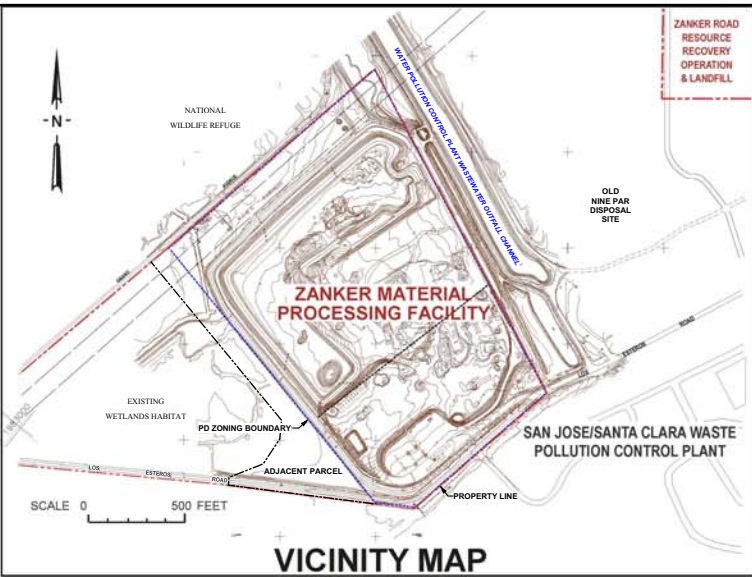 ZANKER ROAD
RESOURCE
RECOVERY
OPERATION
& LANDFILL
-N-
NATIONAL
WILDLIFE REFUGE
WATER POLLUTION CONTROL PLANT WASTEWATER OUTFALL CHANNEL
OLD
NINE PAR
DISPOSAL
SITE
ZANKER MATERIAL
PROCESSING FACILITY
LOS ESTEROS ROAD
EXISTING
WETLANDS HABITAT
PD ZONING BOUNDARY
SAN JOSE/SANTA CLARA WASTE
POLLUTION CONTROL PLANT
ADJACENT PARCEL
LOS ESTEROS ROAD
PROPERTY LINE
SCALE 0 500 FEET
VICINITY MAP